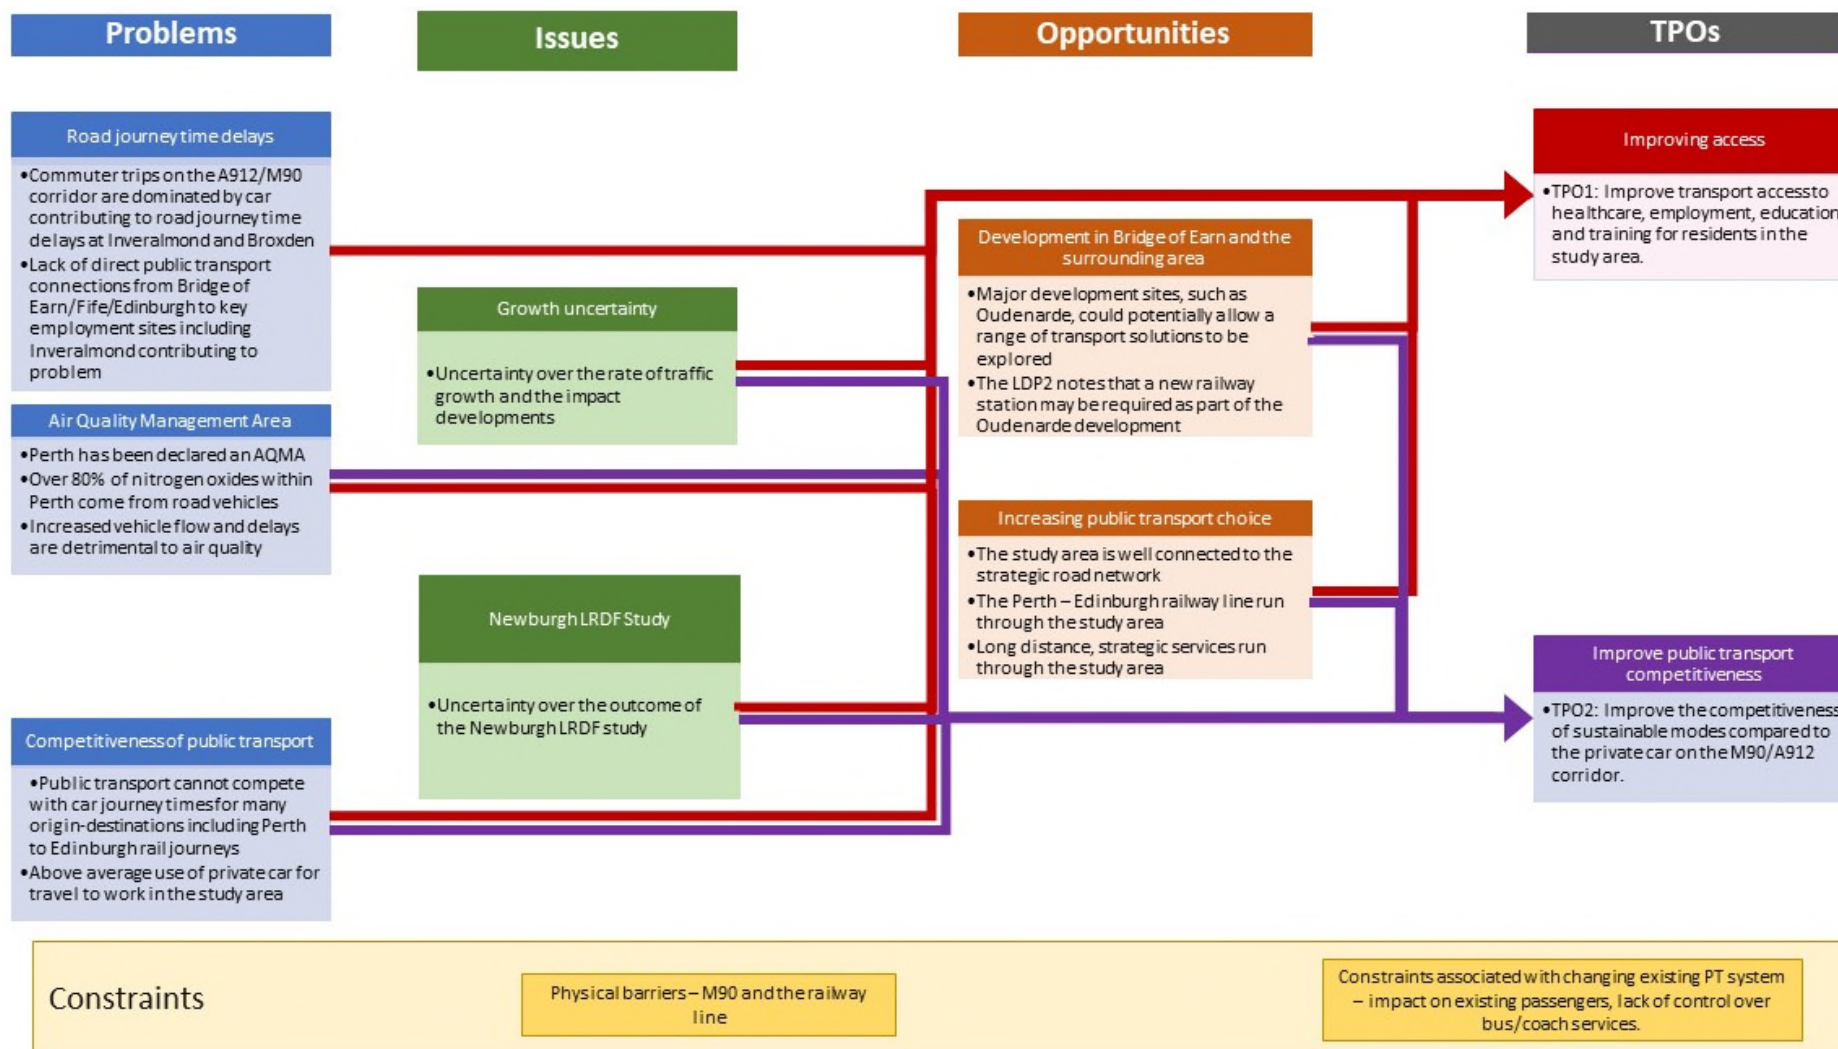 Problems
Issues
Opportunities
TPOs
Road journey time delays
•Commuter trips on the A912/M90
corridor are dominated by car
contributing to road journey time
delays at Inveralmond and Broxden
•Lack of direct public transport
connections from Bridge of
Earn/Fife/Edinburgh to key
employment sites including
Inveralmond contributing to
problem
Air Quality Management Area
•Perth has been declared an AQMA
•Over 80% of nitrogen oxides within
Perth come from road vehicles
•Increased vehicle flow and delays
are detrimental to air quality
Competitiveness of public transport
•Public transport cannot compete
with car journey times for many
origin-destinations including Perth
to Edinburgh rail journeys
•Above average use of private car for
travel to work in the study area
Growth uncertainty
•Uncertainty over the rate of traffic
growth and the impact
developments
Newburgh LRDF Study
•Uncertainty over the outcome of
the Newburgh LRDF study
Development in Bridge of Earn and the
surrounding area
•Major development sites, such as
Oudenarde, could potentially allow a
range of transport solutions to be
explored
•The LDP2 notes that a new railway
station may be required as part of the
Oudenarde development
Increasing public transport choice
•The study area is well connected to the
strategic road network
•The Perth – Edinburgh railway line run
through the study area
•Long distance, strategic services run
through the study area
Improving access
•TPO1: Improve transport access to
healthcare, employment, education
and training for residents in the
study area.
Improve public transport
competitiveness
•TPO2: Improve the competitiveness
of sustainable modes compared to
the private car on the M90/A912
corridor.
Constraints
Physical barriers – M90 and the railway
line
Constraints associated with changing existing PT system
– impact on existing passengers, lack of control over
bus/coach services.